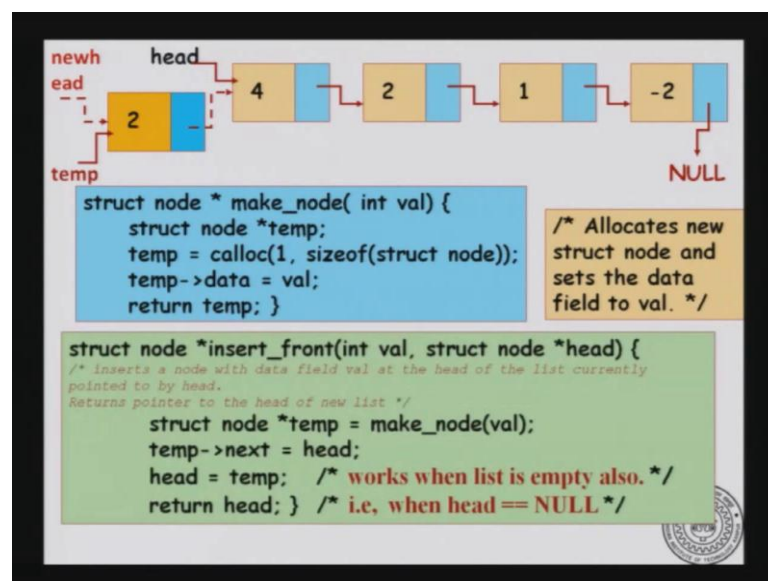 newh head
ead
4 2 1 -2
2
temp NULL
struct node * make_node( int val) {
struct node *temp;
temp = calloc(1, sizeof(struct node));
temp->data = val;
return temp; }
/* Allocates new
struct node and
sets the data
field to val. */
struct node *insert_front(int val, struct node *head) {
/* inserts a node with data field val at the head of the list currently
pointed to by head.
Returns pointer to the head of new list */
struct node *temp = make_node(val);
temp->next = head;
head = temp; /* works when list is empty also. */
return head; } /* i.e, when head == NULL */